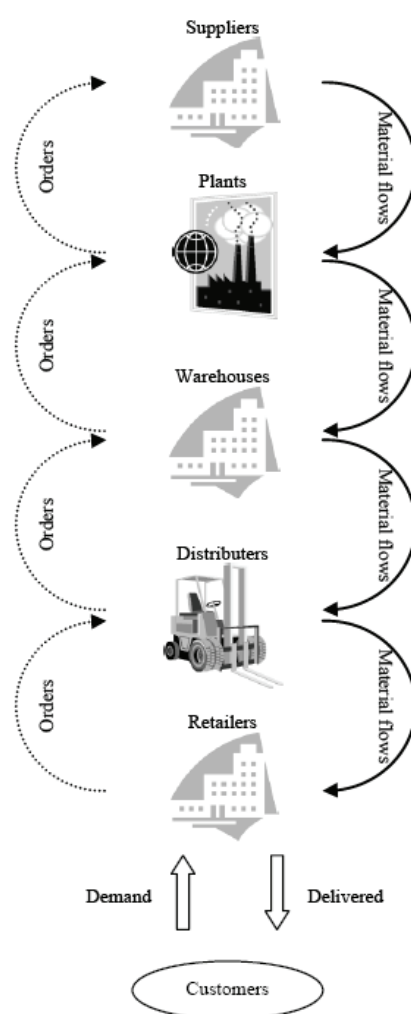 Suppliers
Orders
Material flows
Plants
Orders
Material flows
Warehouses
Orders
Material flows
Distributers
Orders
Material flows
Retailers
Demand
Delivered
Customers